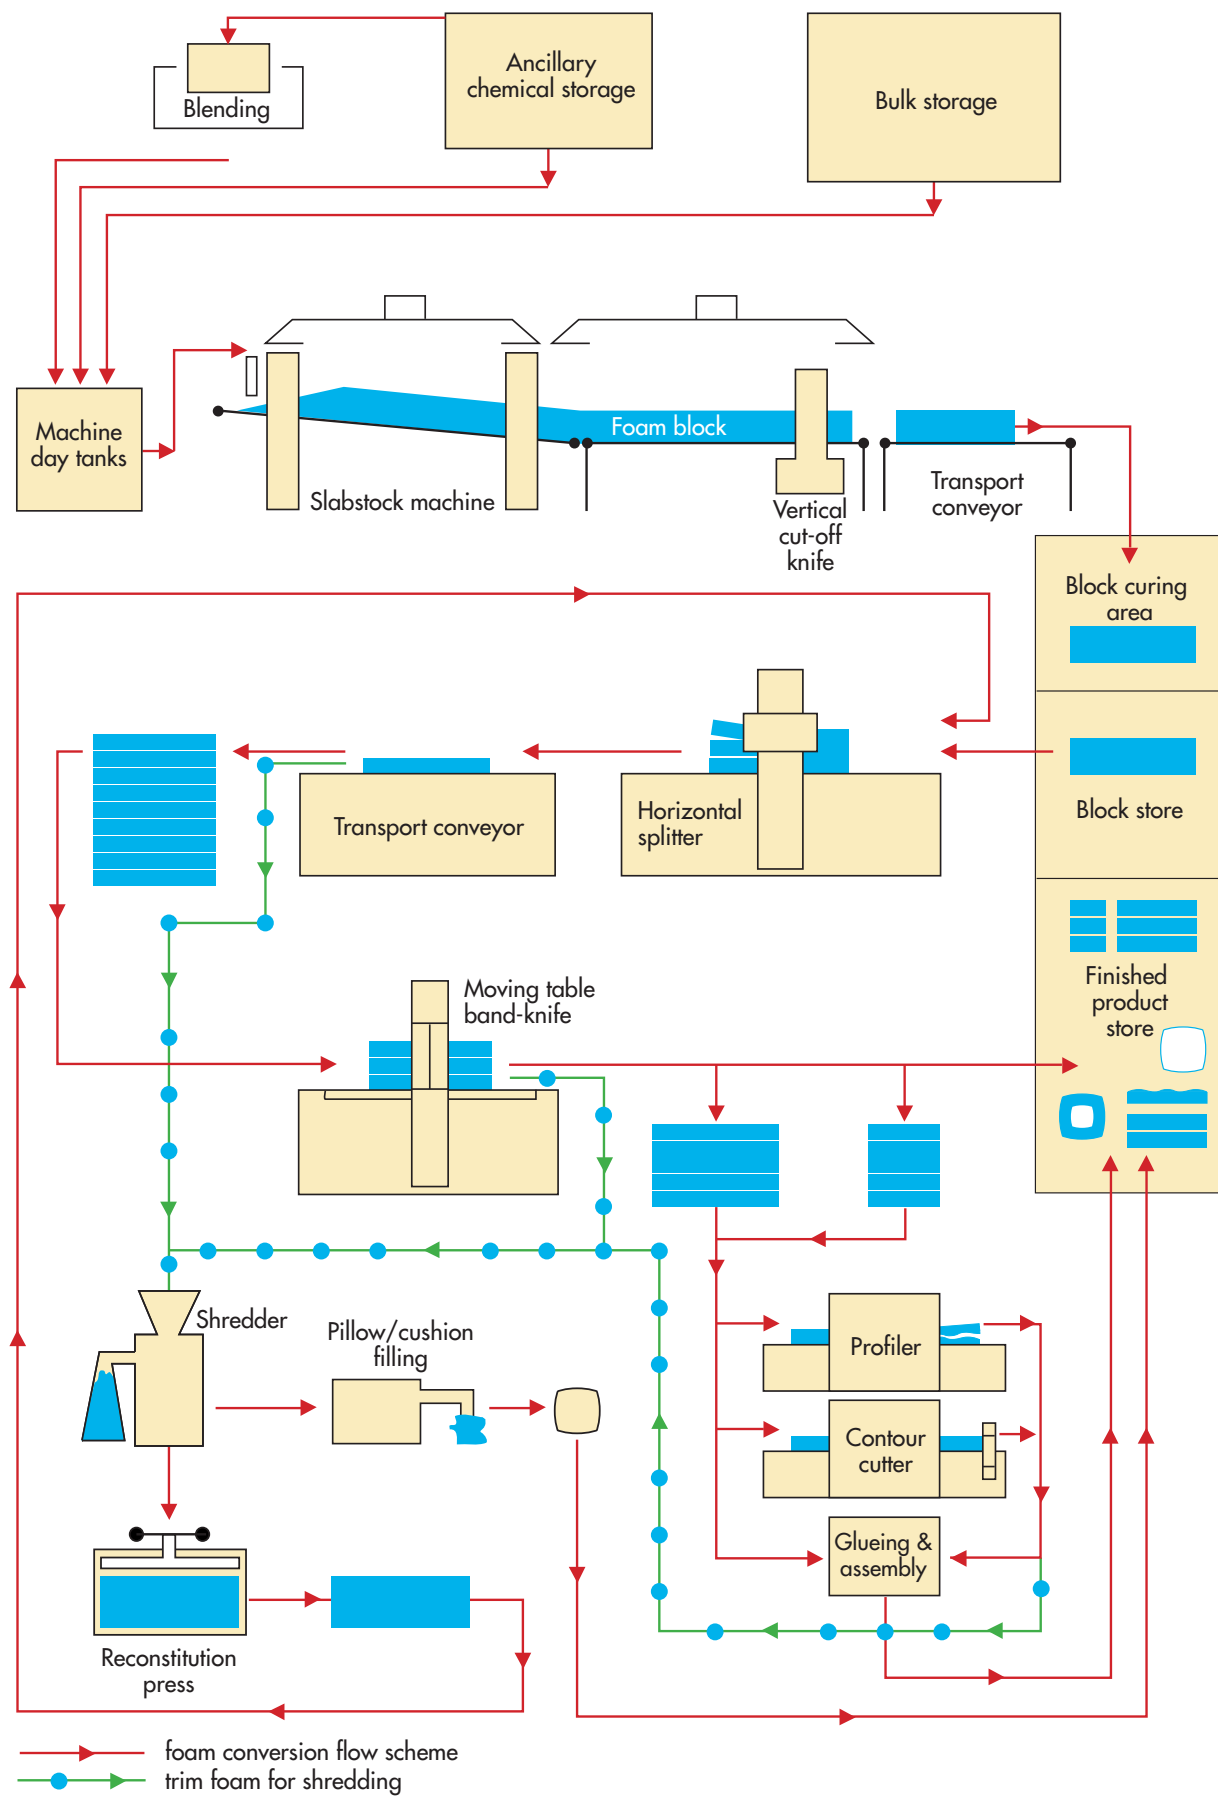 Ancillary
chemical storage
Bulk storage
Blending
Machine
day tanks
Foam block
Slabstock machine
Vertical
cut-off
knife
Transport
conveyor
Block curing
area
Horizontal
splitter
Transport conveyor
Block store
Finished
product
store
Moving table
band-knife
Shredder
Pillow/cushion
filling
Profiler
Contour
cutter
Glueing &
assembly
Reconstitution
press
foam conversion flow scheme
trim foam for shredding